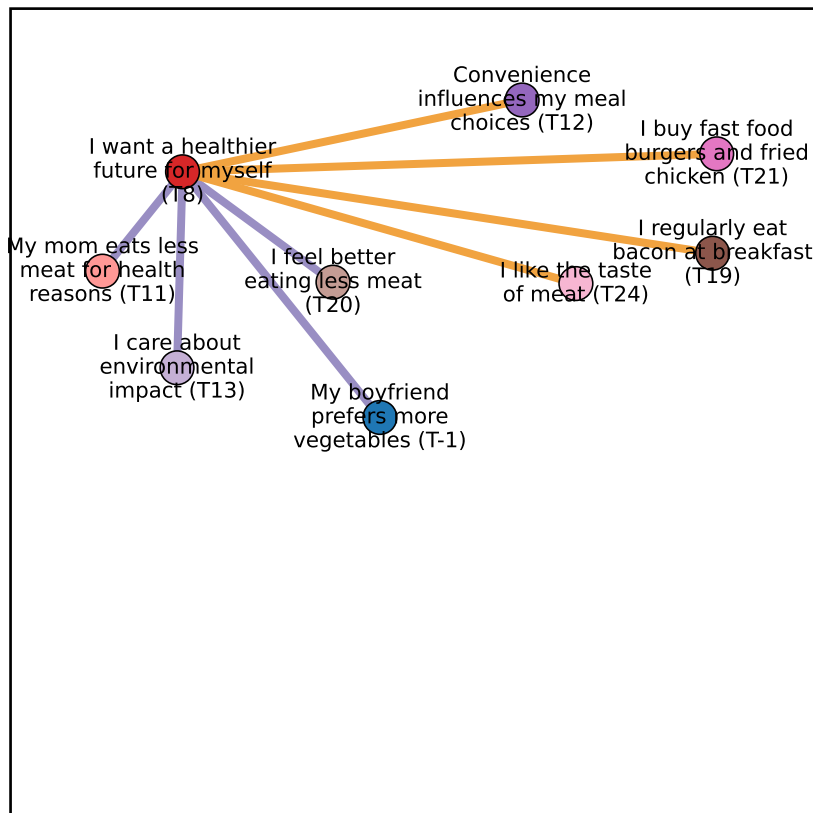 Convenience
influences my meal
choices (T12)
I buy fast food
burgers and fried
chicken (T21)
I want a healthier
future for myself
(T8)
I regularly eat
bacon at breakfast
(T19)
My mom eats less
meat for health
reasons (T11)
I feel better
eating less meat
(T20)
I like the taste
of meat (T24)
I care about
environmental
impact (T13)
My boyfriend
prefers more
vegetables (T-1)